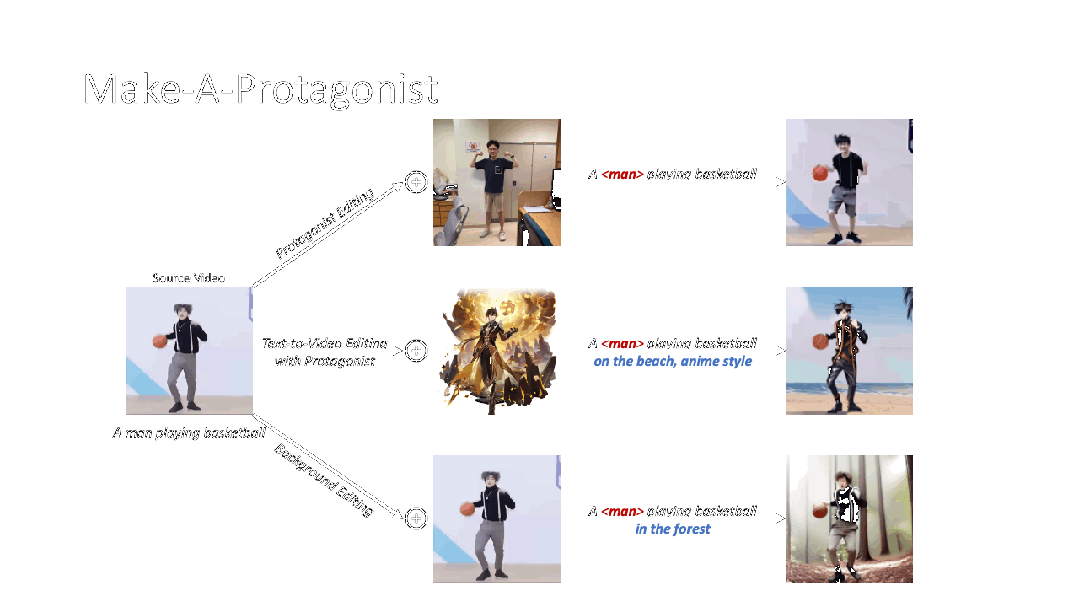 Make-A-Protagonist
Protagonist Editing
A <man> playing basketball
Source Video
Text-to-Video Editing
with Protagonist
A <man> playing basketball
on the beach, anime style
A man playing basketball
Background Editing
A <man> playing basketball
in the forest